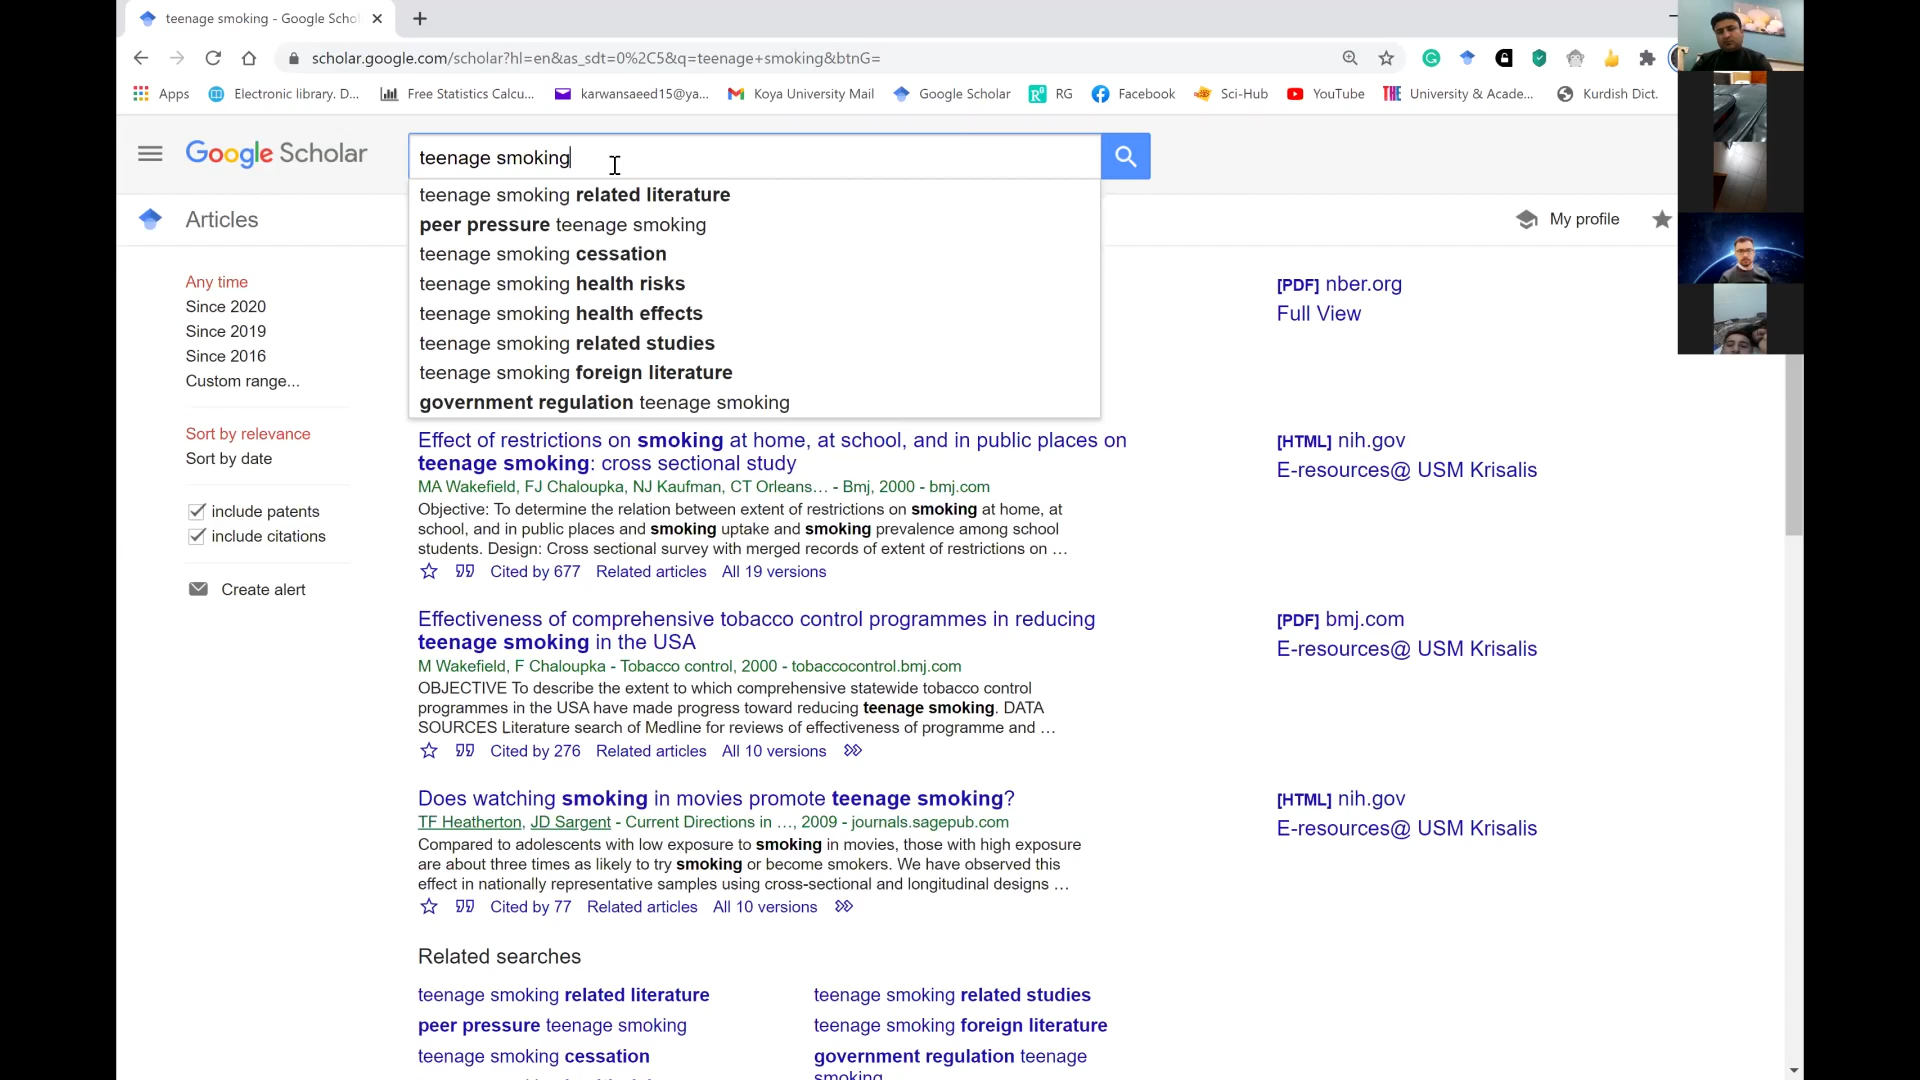 teenage smoking - Google Schol
scholar.google.com/scholar?hl=en&as_sdt=0%2C5&q=teenage+smoking&btnG=
Apps Electronic library. D... Free Statistics Calcu... karwansaeed15@ya... Koya University Mail Google Scholar RG Facebook Sci-Hub YouTube University & Acade... Kurdish Dict.
Google Scholar
teenage smoking
teenage smoking related literature
peer pressure teenage smoking
teenage smoking cessation
teenage smoking health risks
teenage smoking health effects
teenage smoking related studies
teenage smoking foreign literature
government regulation teenage smoking
Articles
My profile
Any time
Since 2020
Since 2019
Since 2016
Custom range...
Sort by relevance
Sort by date
include patents
include citations
Create alert
[PDF] nber.org
Full View
Effect of restrictions on smoking at home, at school, and in public places on
teenage smoking: cross sectional study
MA Wakefield, FJ Chaloupka, NJ Kaufman, CT Orleans… - Bmj, 2000 - bmj.com
Objective: To determine the relation between extent of restrictions on smoking at home, at
school, and in public places and smoking uptake and smoking prevalence among school
students. Design: Cross sectional survey with merged records of extent of restrictions on …
Cited by 677 Related articles All 19 versions
[HTML] nih.gov
E-resources@ USM Krisalis
Effectiveness of comprehensive tobacco control programmes in reducing
teenage smoking in the USA
M Wakefield, F Chaloupka - Tobacco control, 2000 - tobaccocontrol.bmj.com
OBJECTIVE To describe the extent to which comprehensive statewide tobacco control
programmes in the USA have made progress toward reducing teenage smoking. DATA
SOURCES Literature search of Medline for reviews of effectiveness of programme and …
Cited by 276 Related articles All 10 versions
[PDF] bmj.com
E-resources@ USM Krisalis
Does watching smoking in movies promote teenage smoking?
TF Heatherton, JD Sargent - Current Directions in …, 2009 - journals.sagepub.com
Compared to adolescents with low exposure to smoking in movies, those with high exposure
are about three times as likely to try smoking or become smokers. We have observed this
effect in nationally representative samples using cross-sectional and longitudinal designs …
Cited by 77 Related articles All 10 versions
[HTML] nih.gov
E-resources@ USM Krisalis
Related searches
teenage smoking related literature
peer pressure teenage smoking
teenage smoking cessation
teenage smoking related studies
teenage smoking foreign literature
government regulation teenage
smoking